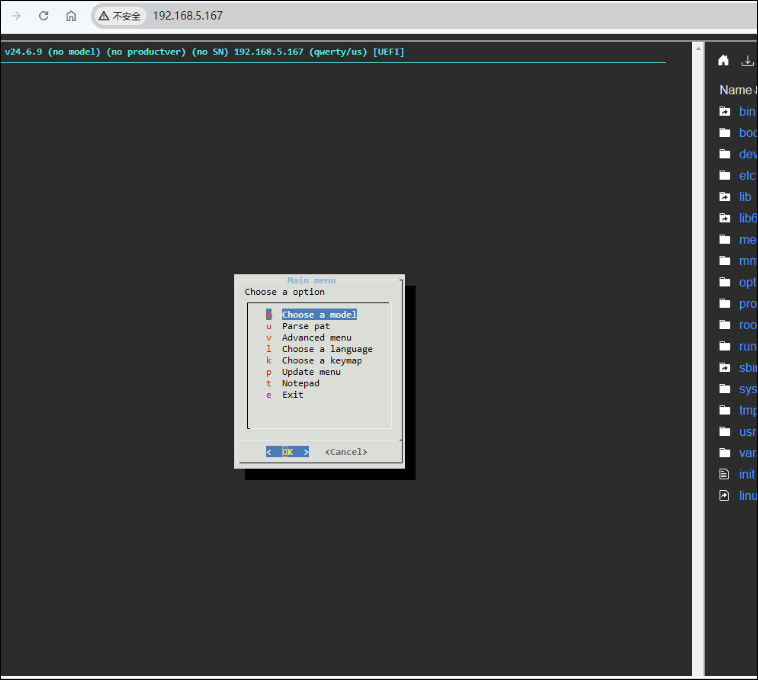 不安全 192.168.5.167
v24.6.9 (no model) (no productver) (no SN) 192.168.5.167 (qwerty/us) [UEFI]
Main menu
Choose a option
Choose a model
u Parse pat
v Advanced menu
l Choose a language
k Choose a keymap
p Update menu
t Notepad
e Exit
< OK > <Cancel>
Name
bin
boo
dev
etc
lib
lib6
me
mn
opt
pro
roo
run
sbin
sys
tmp
usr
var
init
linu